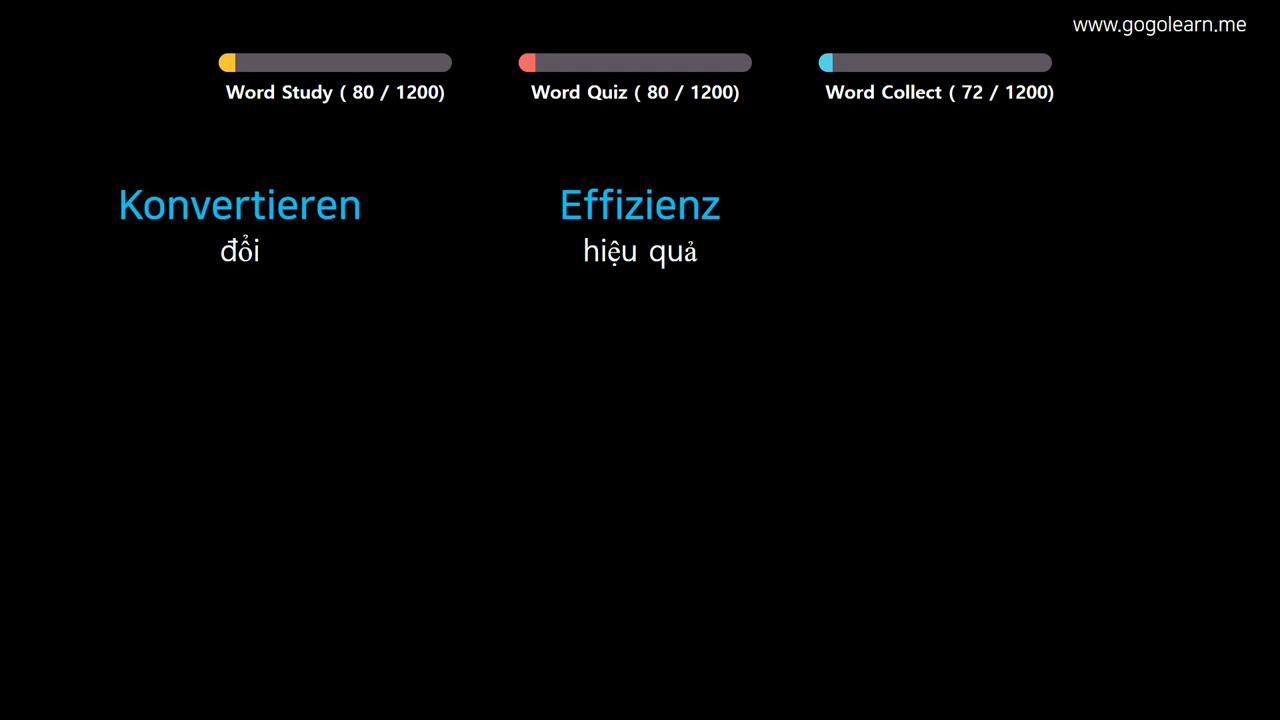 www.gogolearn.me
Word Study ( 80 / 1200)
Word Quiz ( 80 / 1200)
Word Collect ( 72 / 1200)
Konvertieren
đổi
Effizienz
hiệu quả